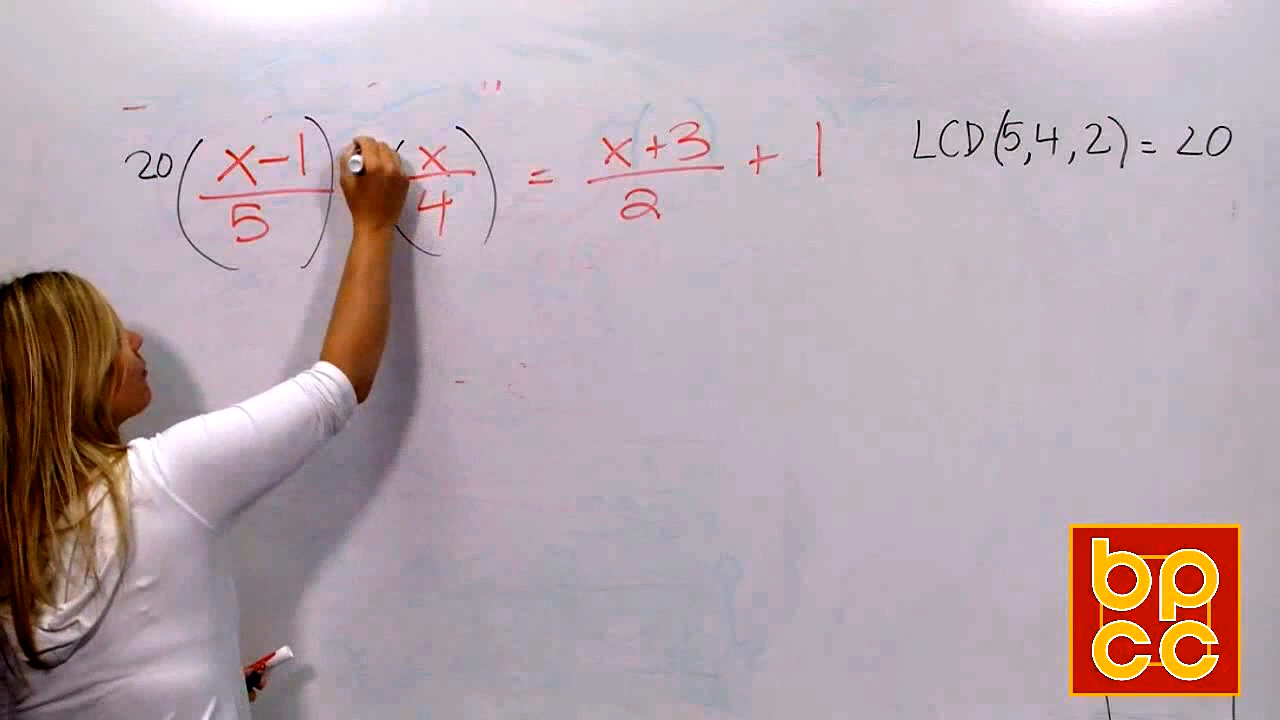 20 (x-1/5) (x/4) = x+3/2 + 1
LCD(5,4,2) = 20
bpcc